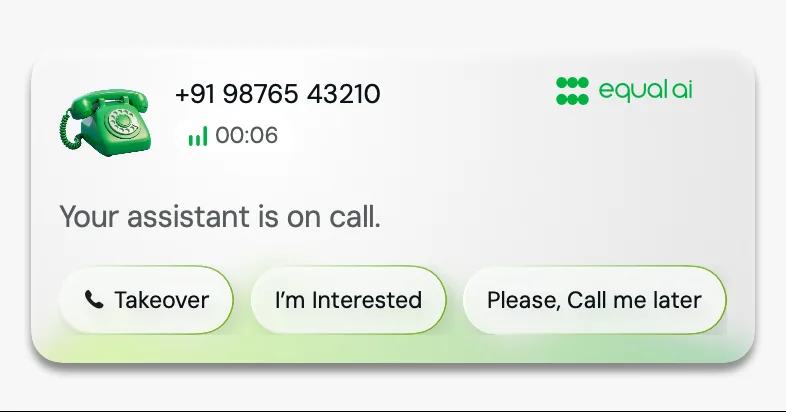 +91 98765 43210
equal ai
00:06
Your assistant is on call.
Takeover
I'm Interested
Please, Call me later